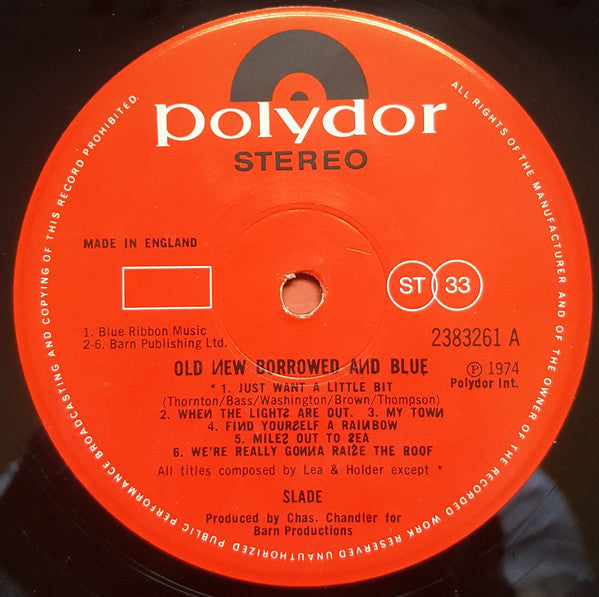 polydor
STEREO
MADE IN ENGLAND
ST 33
1. Blue Ribbon Music
2-6. Barn Publishing Ltd.
2383261 A
OLD NEW BORROWED AND BLUE
℗ 1974
Polydor Int.
* 1. JUST WANT A LITTLE BIT
(Thornton/Bass/Washington/Brown/Thompson)
2. WHEN THE LIGHTS ARE OUT. 3. MY TOWN
4. FIND YOURSELF A RAINBOW
5. MILES OUT TO SEA
6. WE'RE REALLY GONNA RAISE THE ROOF
All titles composed by Lea & Holder except *
SLADE
Produced by Chas. Chandler for
Barn Productions
ALL RIGHTS OF THE MANUFACTURER AND OF THE OWNER OF THE RECORDED WORK RESERVED UNAUTHORIZED PUBLIC PERFORMANCE BROADCASTING AND COPYING OF THIS RECORD PROHIBITED.